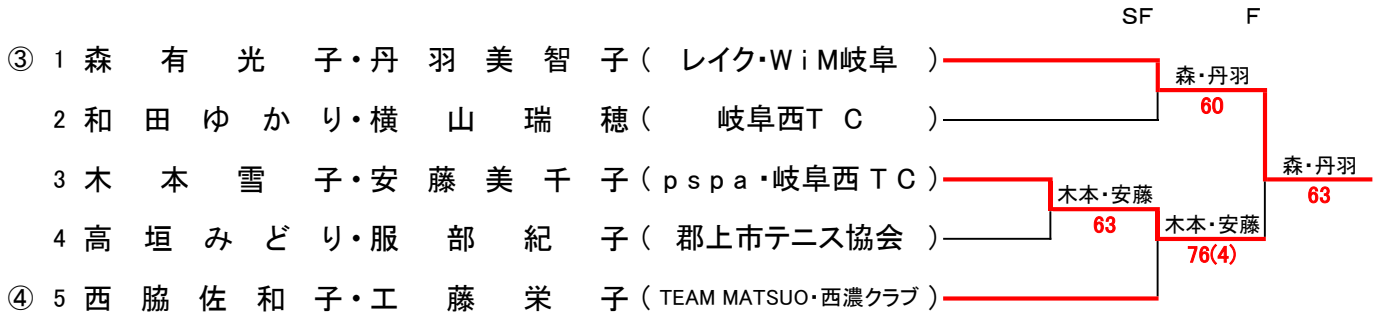 SF F
③ 1 森 有 光 子・丹 羽 美 智 子 ( レイク・WiM岐阜 )
森・丹羽
60
2 和 田 ゆ か り・横 山 瑞 穂 ( 岐阜西T C )
3 木 本 雪 子・安 藤 美 千 子 ( pspa・岐阜西TC )
森・丹羽
63
木本・安藤
63
4 高 垣 み ど り・服 部 紀 子 ( 郡上市テニス協会 )
木本・安藤
76(4)
④ 5 西 脇 佐 和 子・工 藤 栄 子 ( TEAM MATSUO・西濃クラブ )